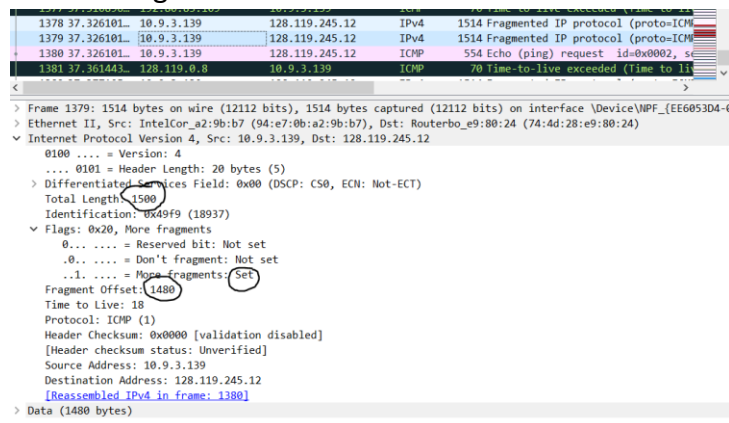 1378 37.326101… 10.9.3.139 128.119.245.12 IPv4 1514 Fragmented IP protocol (proto=ICM
1379 37.326101… 10.9.3.139 128.119.245.12 IPv4 1514 Fragmented IP protocol (proto=ICM
1380 37.326101… 10.9.3.139 128.119.245.12 ICMP 554 Echo (ping) request id=0x0002, s
1381 37.361443… 128.119.0.8 10.9.3.139 ICMP 70 Time-to-live exceeded (Time to li
> Frame 1379: 1514 bytes on wire (12112 bits), 1514 bytes captured (12112 bits) on interface \Device\NPF_{EE6053D4-
> Ethernet II, Src: IntelCor_a2:9b:b7 (94:e7:0b:a2:9b:b7), Dst: Routerbo_e9:80:24 (74:4d:28:e9:80:24)
Internet Protocol Version 4, Src: 10.9.3.139, Dst: 128.119.245.12
0100 .... = Version: 4
.... 0101 = Header Length: 20 bytes (5)
> Differentiated Services Field: 0x00 (DSCP: CS0, ECN: Not-ECT)
Total Length: 1500
Identification: 0x49f9 (18937)
Flags: 0x20, More fragments
0... .... = Reserved bit: Not set
.0.. .... = Don't fragment: Not set
..1. .... = More fragments: Set
Fragment Offset: 1480
Time to Live: 18
Protocol: ICMP (1)
Header Checksum: 0x0000 [validation disabled]
[Header checksum status: Unverified]
Source Address: 10.9.3.139
Destination Address: 128.119.245.12
[Reassembled IPv4 in frame: 1380]
> Data (1480 bytes)